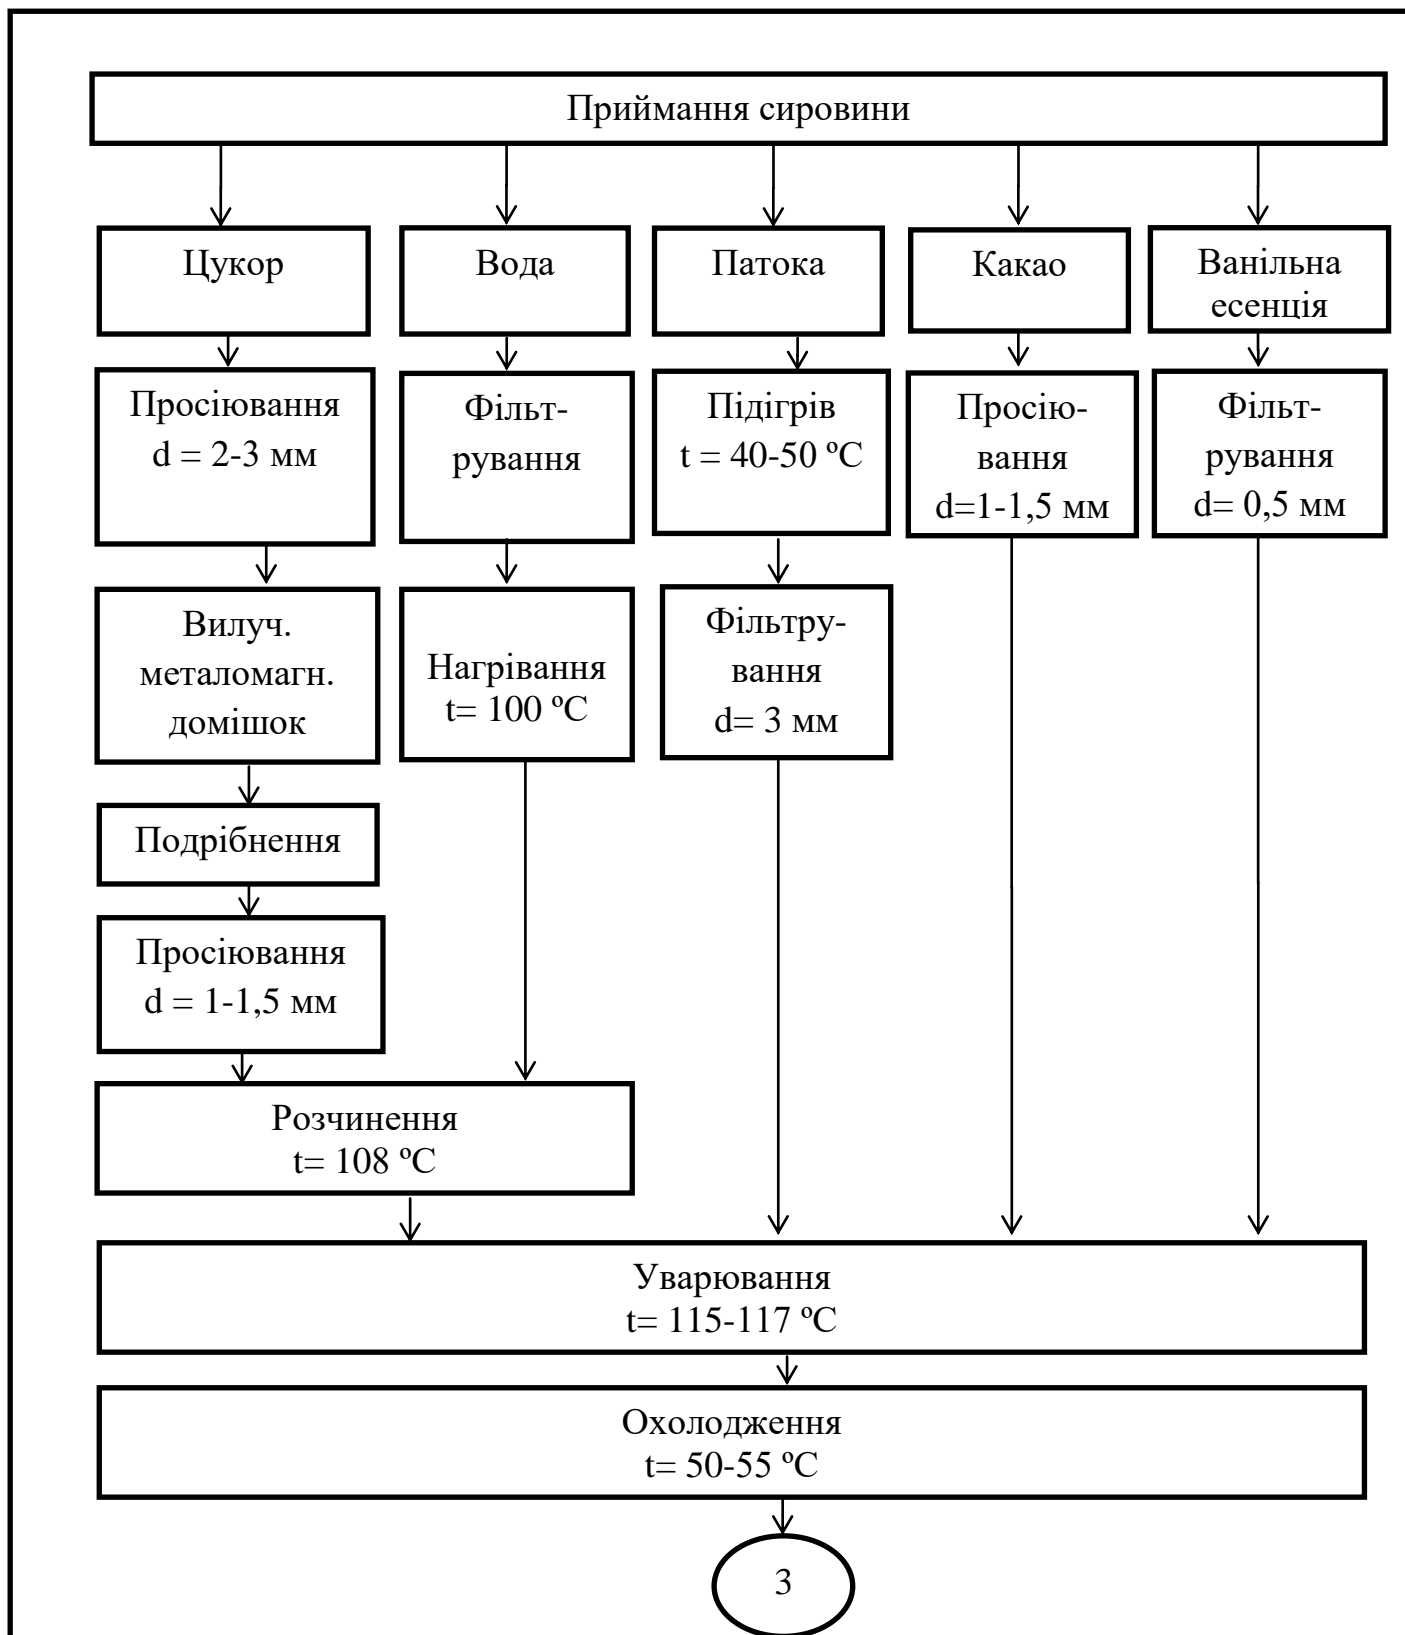 Приймання сировини
Цукор
Вода
Патока
Какао
Ванільна
есенція
Просіювання
d = 2-3 мм
Фільт-
рування
Підігрів
t = 40-50 ºС
Просію-
вання
d=1-1,5 мм
Фільт-
рування
d= 0,5 мм
Вилуч.
металомагн.
домішок
Нагрівання
t= 100 ºС
Фільтру-
вання
d= 3 мм
Подрібнення
Просіювання
d = 1-1,5 мм
Розчинення
t= 108 ºС
Уварювання
t= 115-117 ºС
Охолодження
t= 50-55 ºС
3